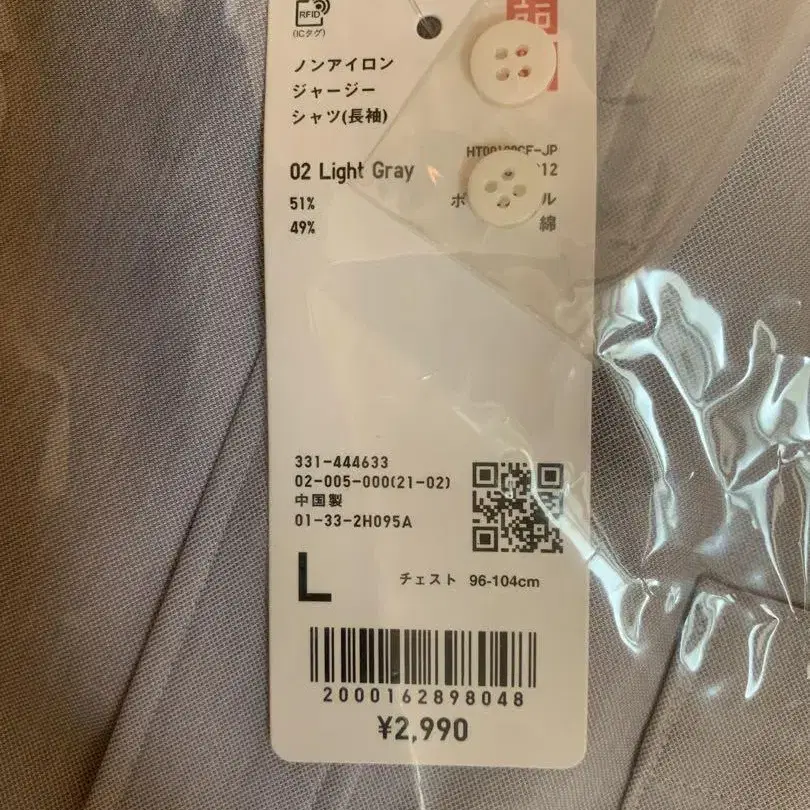 RFID
(ICタグ)
ノンアイロン
ジャージー
シャツ(長袖)
02 Light Gray
51%
49% 綿
331-444633
02-005-000(21-02)
中国製
01-33-2H095A
L チェスト 96-104cm
2000162898048
¥2,990